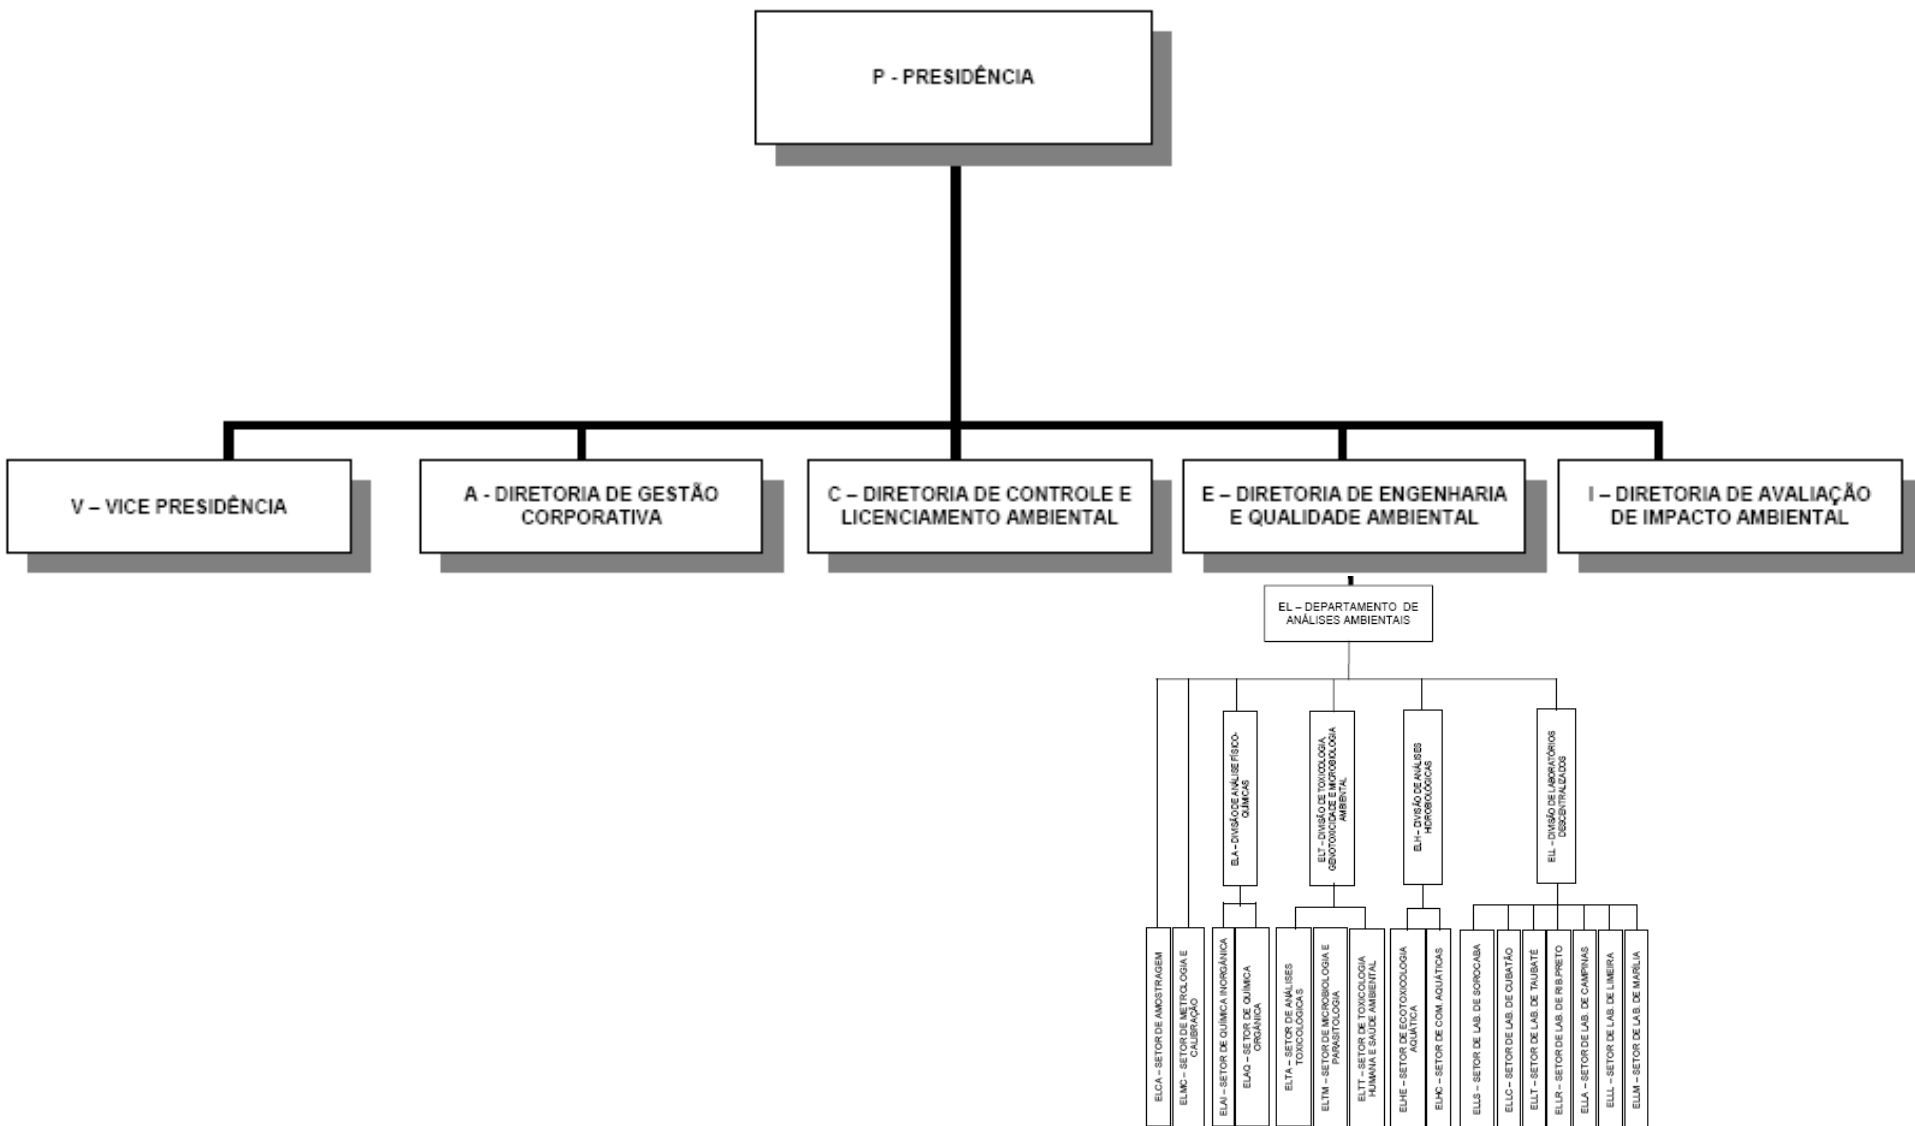 P - PRESIDÊNCIA
V – VICE PRESIDÊNCIA
A - DIRETORIA DE GESTÃO
CORPORATIVA
C – DIRETORIA DE CONTROLE E
LICENCIAMENTO AMBIENTAL
E – DIRETORIA DE ENGENHARIA
E QUALIDADE AMBIENTAL
I – DIRETORIA DE AVALIAÇÃO
DE IMPACTO AMBIENTAL
EL – DEPARTAMENTO DE
ANÁLISES AMBIENTAIS
ELA – DIVISÃO DE ANÁLISE FÍSICO-
QUÍMICAS
ELT – DIVISÃO DE TOXICOLOGIA,
GENOTOXICIDADE E MICROBIOLOGIA
AMBIENTAL
ELH – DIVISÃO DE ANÁLISES
HIDROBIOLÓGICAS
ELL – DIVISÃO DE LABORATÓRIOS
DESCENTRALIZADOS
ELCA – SETOR DE AMOSTRAGEM
ELMC – SETOR DE METROLOGIA E
CALIBRAÇÃO
ELAI – SETOR DE QUÍMICA INORGÂNICA
ELAQ – SETOR DE QUÍMICA
ORGÂNICA
ELTA – SETOR DE ANÁLISES
TOXICOLÓGICAS
ELTM – SETOR DE MICROBIOLOGIA E
PARASITOLOGIA
ELTT – SETOR DE TOXICOLOGIA
HUMANA E SAÚDE AMBIENTAL
ELHE – SETOR DE ECOTOXICOLOGIA
AQUÁTICA
ELHC – SETOR DE COM. AQUÁTICAS
ELLS – SETOR DE LAB. DE SOROCABA
ELLC – SETOR DE LAB. DE CUBATÃO
ELLT – SETOR DE LAB. DE TAUBATÉ
ELLR – SETOR DE LAB. DE RIB.PRETO
ELLA – SETOR DE LAB. DE CAMPINAS
ELLL – SETOR DE LAB. DE LIMEIRA
ELLM – SETOR DE LAB. DE MARÍLIA